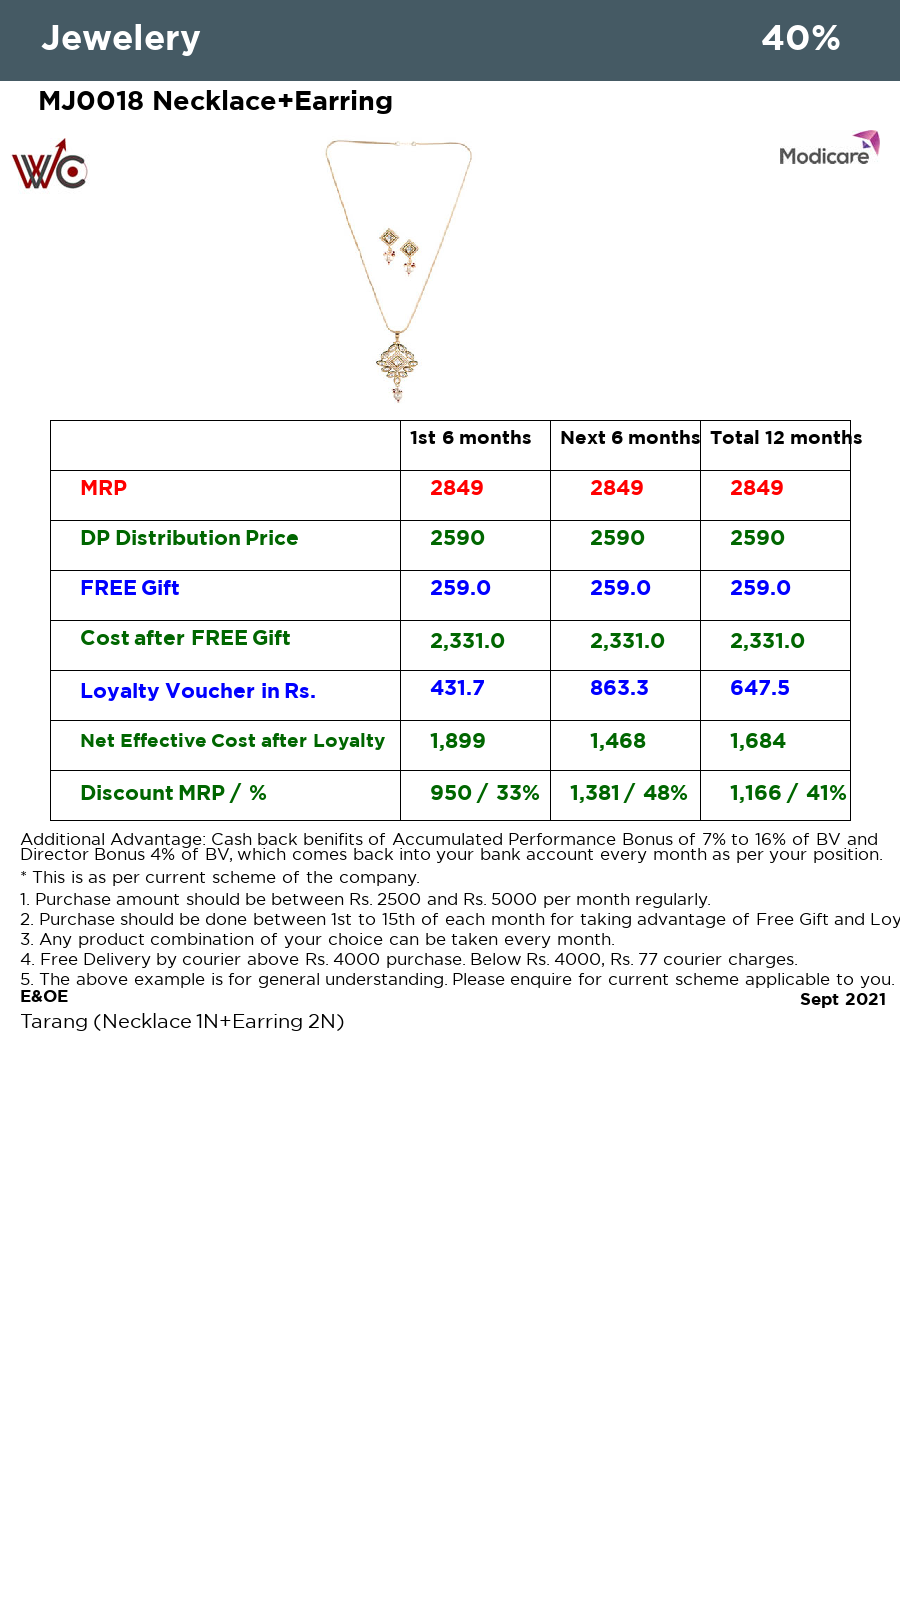 Jewelery 40%
MJ0018 Necklace+Earring
WC
Modicare
1st 6 months Next 6 months Total 12 months
MRP 2849 2849 2849
DP Distribution Price 2590 2590 2590
FREE Gift 259.0 259.0 259.0
Cost after FREE Gift 2,331.0 2,331.0 2,331.0
Loyalty Voucher in Rs. 431.7 863.3 647.5
Net Effective Cost after Loyalty 1,899 1,468 1,684
Discount MRP / % 950 / 33% 1,381 / 48% 1,166 / 41%
Additional Advantage: Cash back benifits of Accumulated Performance Bonus of 7% to 16% of BV and
Director Bonus 4% of BV, which comes back into your bank account every month as per your position.
* This is as per current scheme of the company.
1. Purchase amount should be between Rs. 2500 and Rs. 5000 per month regularly.
2. Purchase should be done between 1st to 15th of each month for taking advantage of Free Gift and Loy
3. Any product combination of your choice can be taken every month.
4. Free Delivery by courier above Rs. 4000 purchase. Below Rs. 4000, Rs. 77 courier charges.
5. The above example is for general understanding. Please enquire for current scheme applicable to you.
E&OE
Sept 2021
Tarang (Necklace 1N+Earring 2N)